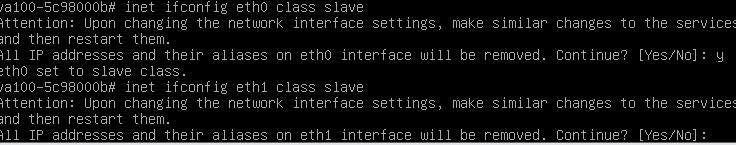 va100-5c98000b# inet ifconfig eth0 class slave
Attention: Upon changing the network interface settings, make similar changes to the services
and then restart them.
All IP addresses and their aliases on eth0 interface will be removed. Continue? [Yes/No]: y
eth0 set to slave class.
va100-5c98000b# inet ifconfig eth1 class slave
Attention: Upon changing the network interface settings, make similar changes to the services
and then restart them.
All IP addresses and their aliases on eth1 interface will be removed. Continue? [Yes/No]: